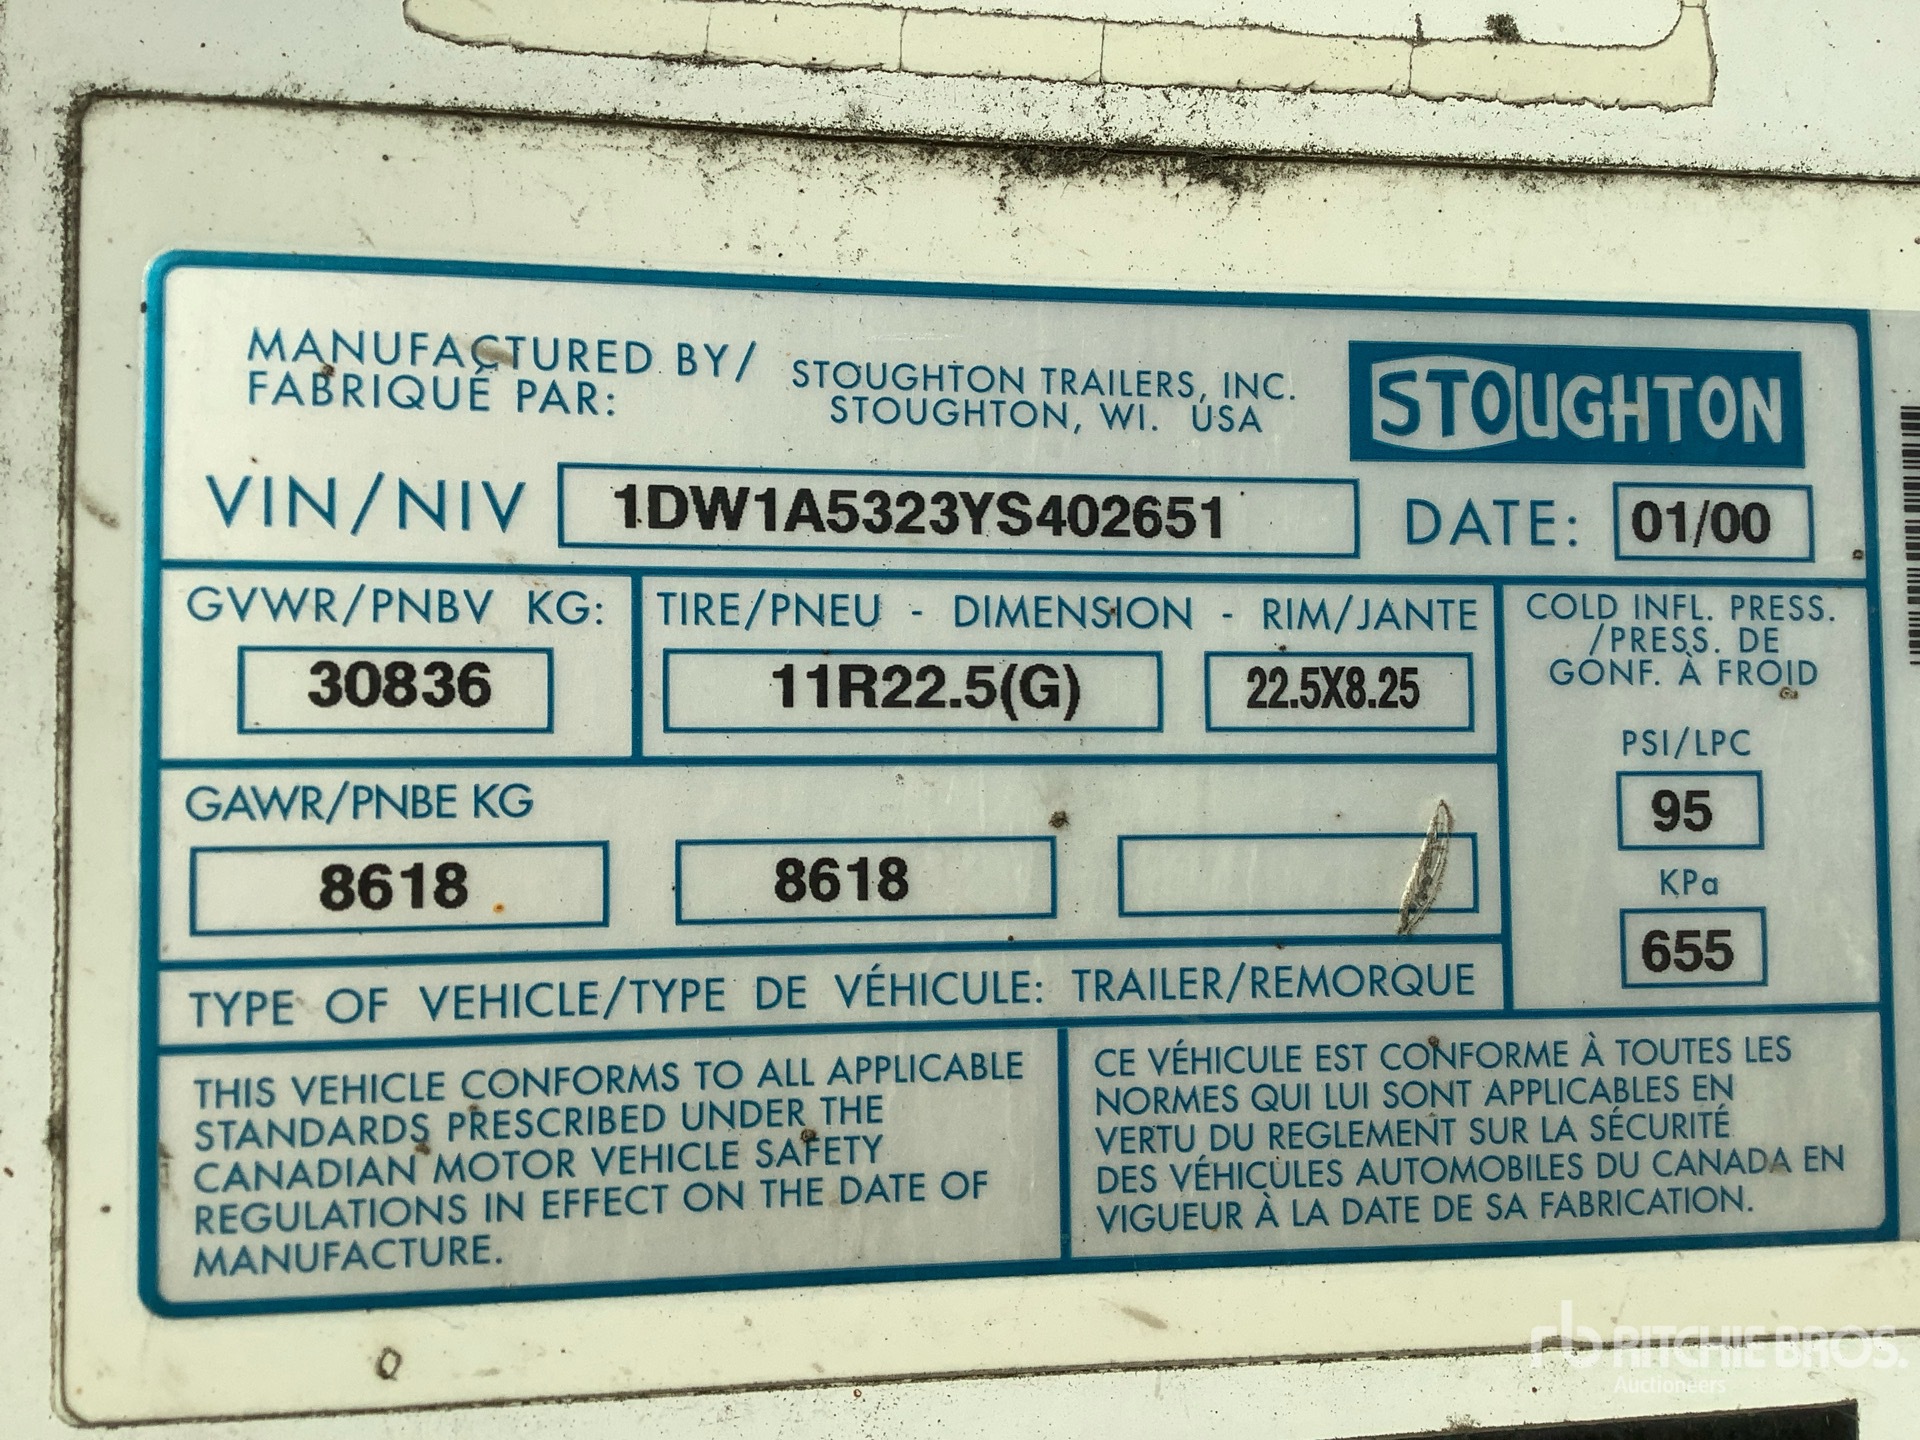 MANUFACTURED BY/
FABRIQUÉ PAR:
STOUGHTON TRAILERS, INC.
STOUGHTON, WI. USA
STOUGHTON
VIN/NIV 1DW1A5323YS402651 DATE: 01/00
GVWR/PNBV KG:
30836
TIRE/PNEU - DIMENSION - RIM/JANTE
11R22.5(G) 22.5X8.25
COLD INFL. PRESS.
/PRESS. DE
GONF. À FROID
PSI/LPC
95
KPa
655
GAWR/PNBE KG
8618 8618
TYPE OF VEHICLE/TYPE DE VÉHICULE: TRAILER/REMORQUE
THIS VEHICLE CONFORMS TO ALL APPLICABLE
STANDARDS PRESCRIBED UNDER THE
CANADIAN MOTOR VEHICLE SAFETY
REGULATIONS IN EFFECT ON THE DATE OF
MANUFACTURE.
CE VÉHICULE EST CONFORME À TOUTES LES
NORMES QUI LUI SONT APPLICABLES EN
VERTU DU REGLEMENT SUR LA SÉCURITÉ
DES VÉHICULES AUTOMOBILES DU CANADA EN
VIGUEUR À LA DATE DE SA FABRICATION.
rb RITCHIE BROS.
Auctioneers